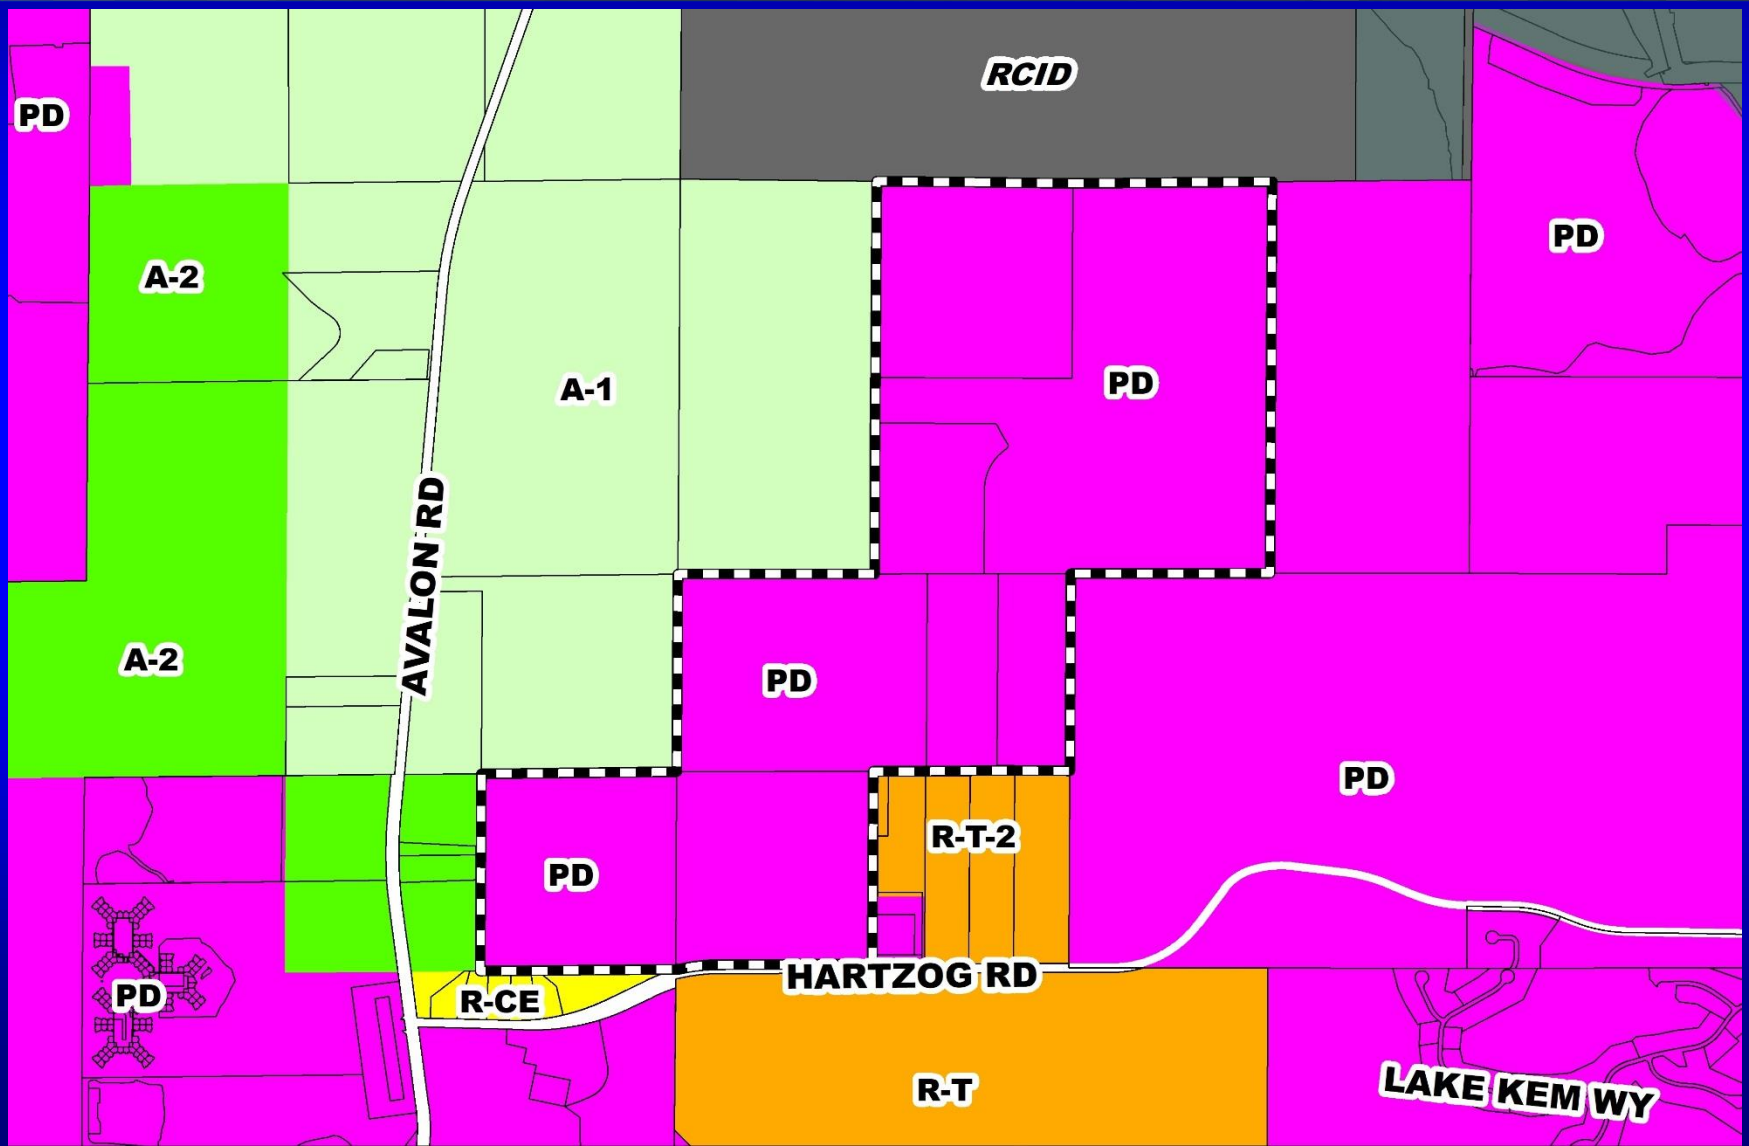 RCID
PD
PD
A-2
PD
A-1
AVALON RD
A-2
PD
PD
R-T-2
PD
PD
HARTZOG RD
R-CE
R-T
LAKE KEM WY